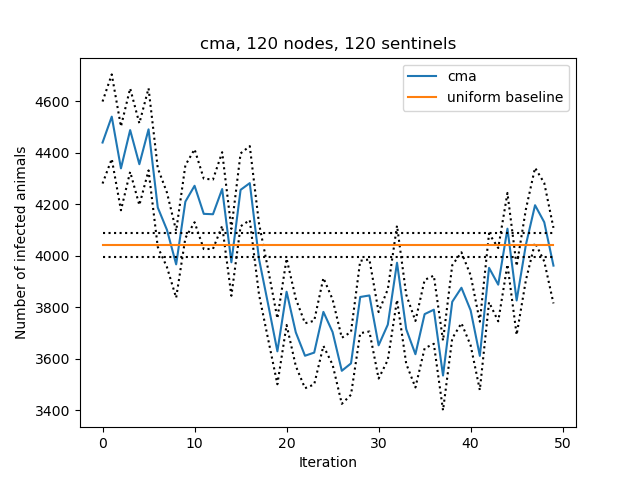 cma, 120 nodes, 120 sentinels
cma
uniform baseline
Number of infected animals
4600
4400
4200
4000
3800
3600
3400
0 10 20 30 40 50
Iteration